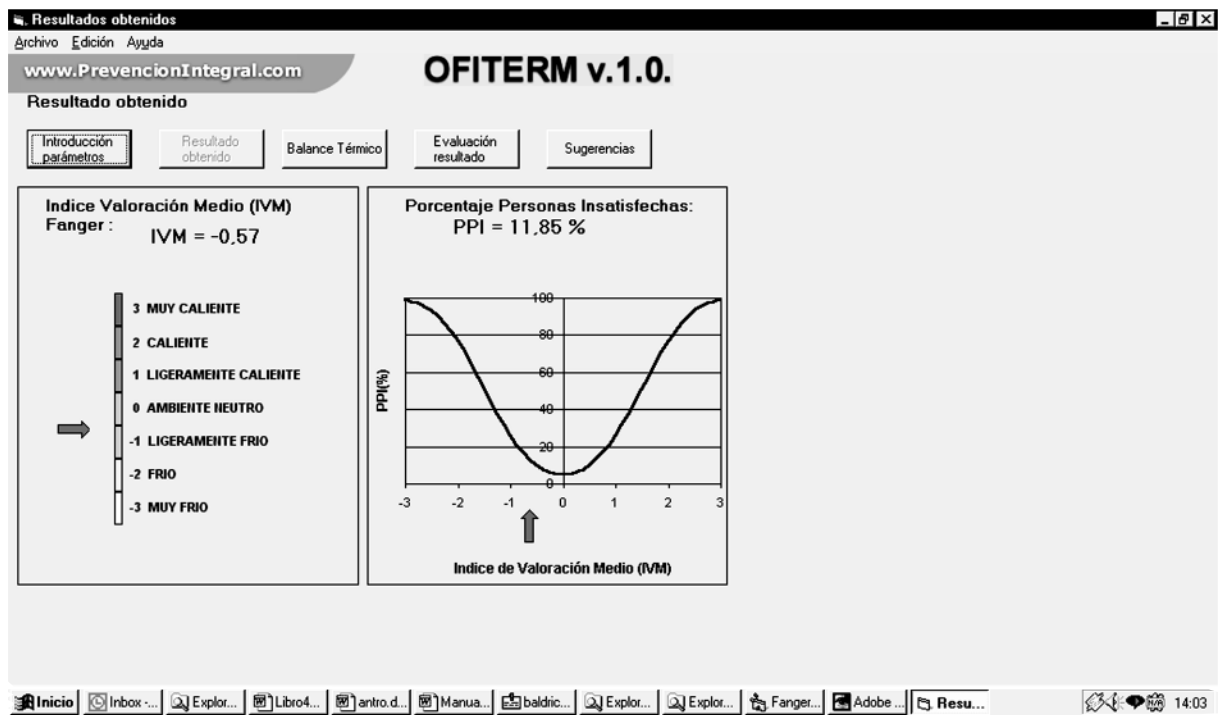 Resultados obtenidos
Archivo Edición Ayuda
www.PrevencionIntegral.com
OFITERM v.1.0.
Resultado obtenido
Introducción parámetros
Resultado obtenido
Balance Térmico
Evaluación resultado
Sugerencias
Indice Valoración Medio (IVM)
Fanger :
IVM = -0,57
3 MUY CALIENTE
2 CALIENTE
1 LIGERAMENTE CALIENTE
0 AMBIENTE NEUTRO
-1 LIGERAMENTE FRIO
-2 FRIO
-3 MUY FRIO
Porcentaje Personas Insatisfechas:
PPI = 11,85 %
100
80
60
40
20
0
PPI(%)
-3 -2 -1 0 1 2 3
Indice de Valoración Medio (IVM)
Inicio Inbox -... Explor... Libro4... antro.d... Manua... baldric... Explor... Explor... Fanger... Adobe ... Resu... 14:03